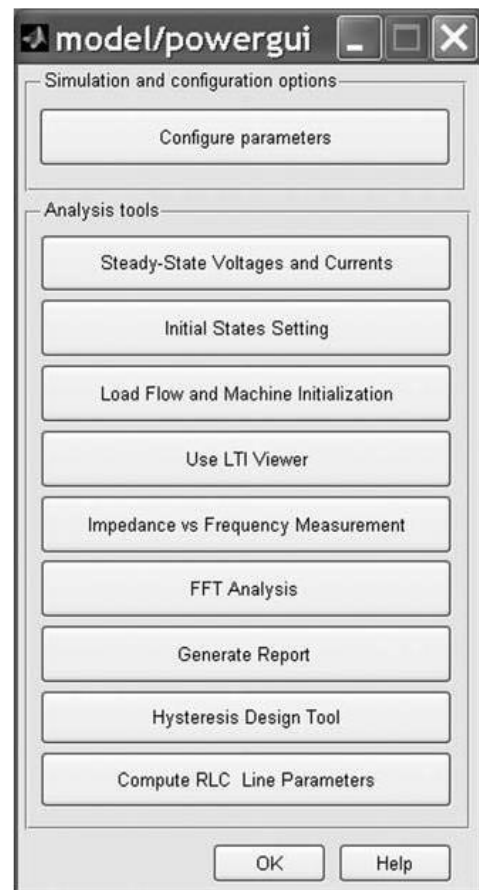 model/powergui
Simulation and configuration options
Configure parameters
Analysis tools
Steady-State Voltages and Currents
Initial States Setting
Load Flow and Machine Initialization
Use LTI Viewer
Impedance vs Frequency Measurement
FFT Analysis
Generate Report
Hysteresis Design Tool
Compute RLC Line Parameters
OK Help